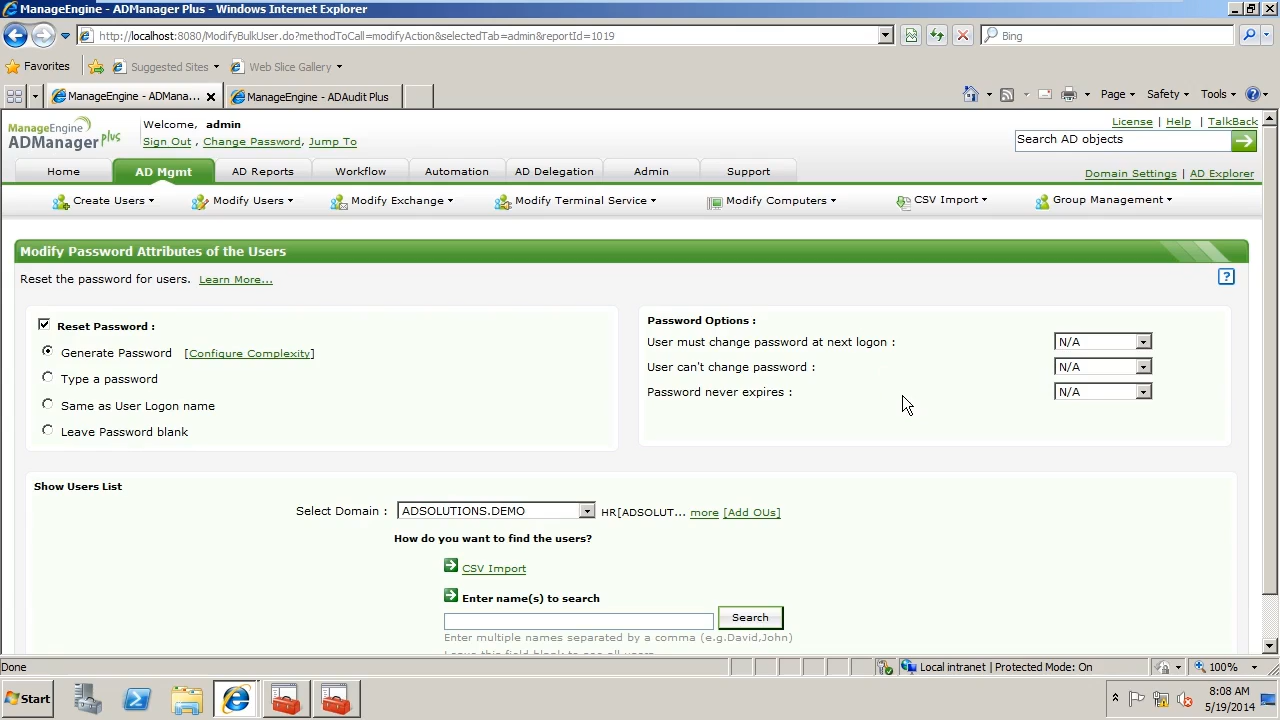 ManageEngine - ADManager Plus - Windows Internet Explorer
http://localhost:8080/ModifyBulkUser.do?methodToCall=modifyAction&selectedTab=admin&reportId=1019
Bing
Favorites Suggested Sites Web Slice Gallery
ManageEngine - ADMana... ManageEngine - ADAudit Plus Page Safety Tools
License | Help | TalkBack
ManageEngine
ADManager plus
Welcome, admin
Sign Out , Change Password, Jump To
Search AD objects
Home AD Mgmt AD Reports Workflow Automation AD Delegation Admin Support
Domain Settings | AD Explorer
Create Users Modify Users Modify Exchange Modify Terminal Service Modify Computers CSV Import Group Management
Modify Password Attributes of the Users
Reset the password for users. Learn More...
?
Reset Password :
Generate Password [Configure Complexity]
Type a password
Same as User Logon name
Leave Password blank
Password Options :
User must change password at next logon : N/A
User can't change password : N/A
Password never expires : N/A
Show Users List
Select Domain : ADSOLUTIONS.DEMO HR[ADSOLUT... more [Add OUs]
How do you want to find the users?
CSV Import
Enter name(s) to search
Search
Enter multiple names separated by a comma (e.g.David,John)
Leave this field blank to see all users
Done Local intranet | Protected Mode: On 100%
Start 8:08 AM
5/19/2014